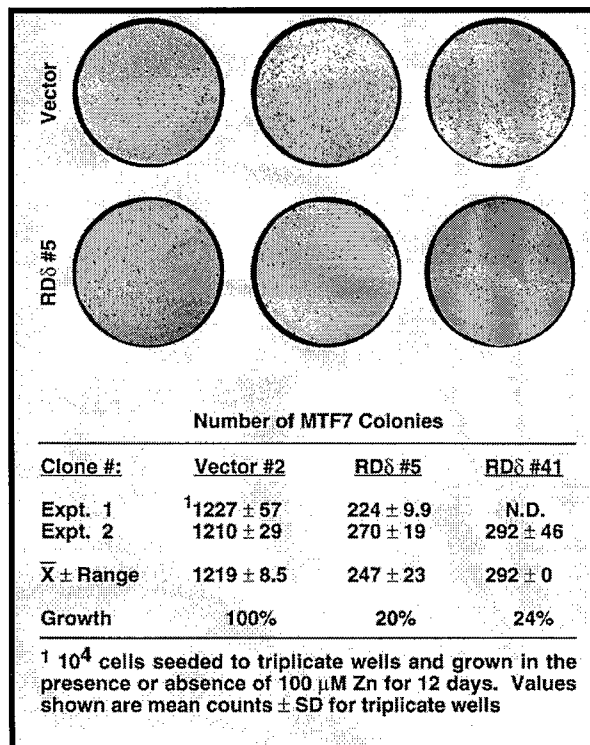 Vector
RDδ #5
Number of MTF7 Colonies
Clone #: Vector #2 RDδ #5 RDδ #41
Expt. 1 ¹1227 ± 57 224 ± 9.9 N.D.
Expt. 2 1210 ± 29 270 ± 19 292 ± 46
X̅ ± Range 1219 ± 8.5 247 ± 23 292 ± 0
Growth 100% 20% 24%
¹ 10⁴ cells seeded to triplicate wells and grown in the
presence or absence of 100 μM Zn for 12 days. Values
shown are mean counts ± SD for triplicate wells